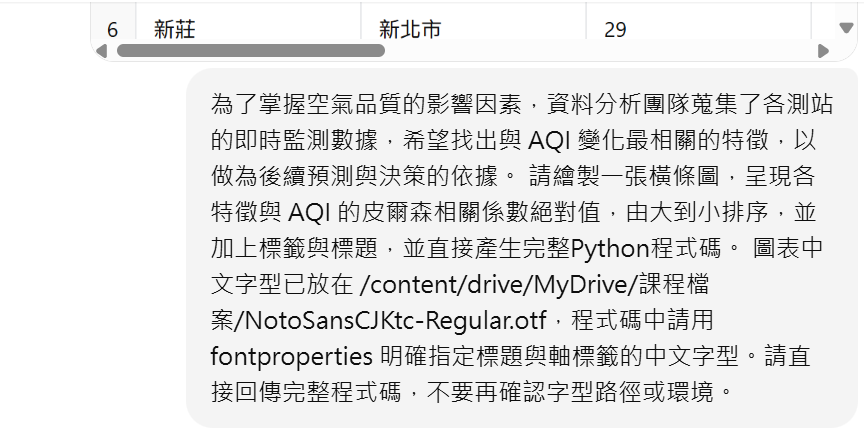 6 新莊 新北市 29
為了掌握空氣品質的影響因素，資料分析團隊蒐集了各測站
的即時監測數據，希望找出與 AQI 變化最相關的特徵，以
做為後續預測與決策的依據。 請繪製一張橫條圖，呈現各
特徵與 AQI 的皮爾森相關係數絕對值，由大到小排序，並
加上標籤與標題，並直接產生完整Python程式碼。 圖表中
文字型已放在 /content/drive/MyDrive/課程檔
案/NotoSansCJKtc-Regular.otf，程式碼中請用
fontproperties 明確指定標題與軸標籤的中文字型。請直
接回傳完整程式碼，不要再確認字型路徑或環境。